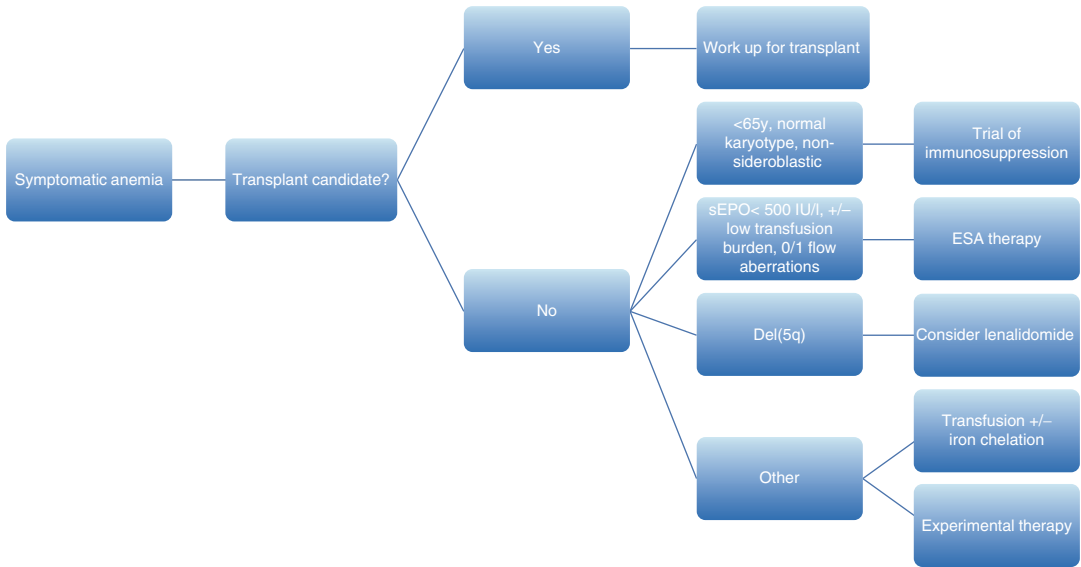 Symptomatic anemia
Transplant candidate?
Yes
Work up for transplant
No
<65y, normal
karyotype, non-
sideroblastic
Trial of
immunosuppression
sEPO< 500 IU/l, +/–
low transfusion
burden, 0/1 flow
aberrations
ESA therapy
Del(5q)
Consider lenalidomide
Other
Transfusion +/–
iron chelation
Experimental therapy